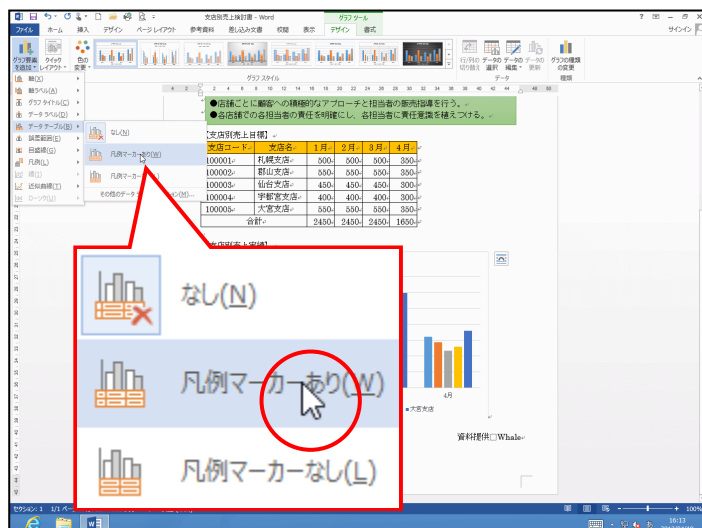 支店別売上検討書 - Word
グラフ ツール
ファイル ホーム 挿入 デザイン ページ レイアウト 参考資料 差し込み文書 校閲 表示 デザイン 書式
サインイン
グラフ要素を追加
クイック レイアウト
色の変更
行/列の切り替え
データの選択
データの編集
データの更新
グラフの種類の変更
グラフ スタイル
データ
種類
軸(X)
軸ラベル(A)
グラフ タイトル(C)
データ ラベル(D)
データ テーブル(B)
誤差範囲(E)
目盛線(G)
凡例(L)
線(I)
近似曲線(T)
ローソク(U)
なし(N)
凡例マーカーあり(W)
凡例マーカーなし(L)
●店舗ごとに顧客への積極的なアプローチと担当者の販売指導を行う。
●各店舗での各担当者の責任を明確にし、各担当者に責任意識を植えつける。
【支店別売上目標】
支店コード 支店名 1月 2月 3月 4月
100001 札幌支店 500 500 500 350
100002 郡山支店 550 550 550 350
100003 仙台支店 450 450 450 300
100004 宇都宮支店 400 400 400 300
100005 大宮支店 550 550 550 350
合計 2450 2450 2450 1650
なし(N)
凡例マーカーあり(W)
凡例マーカーなし(L)
4月
大宮支店
資料提供□Whale
セクション: 1 1/1
100%
16:13